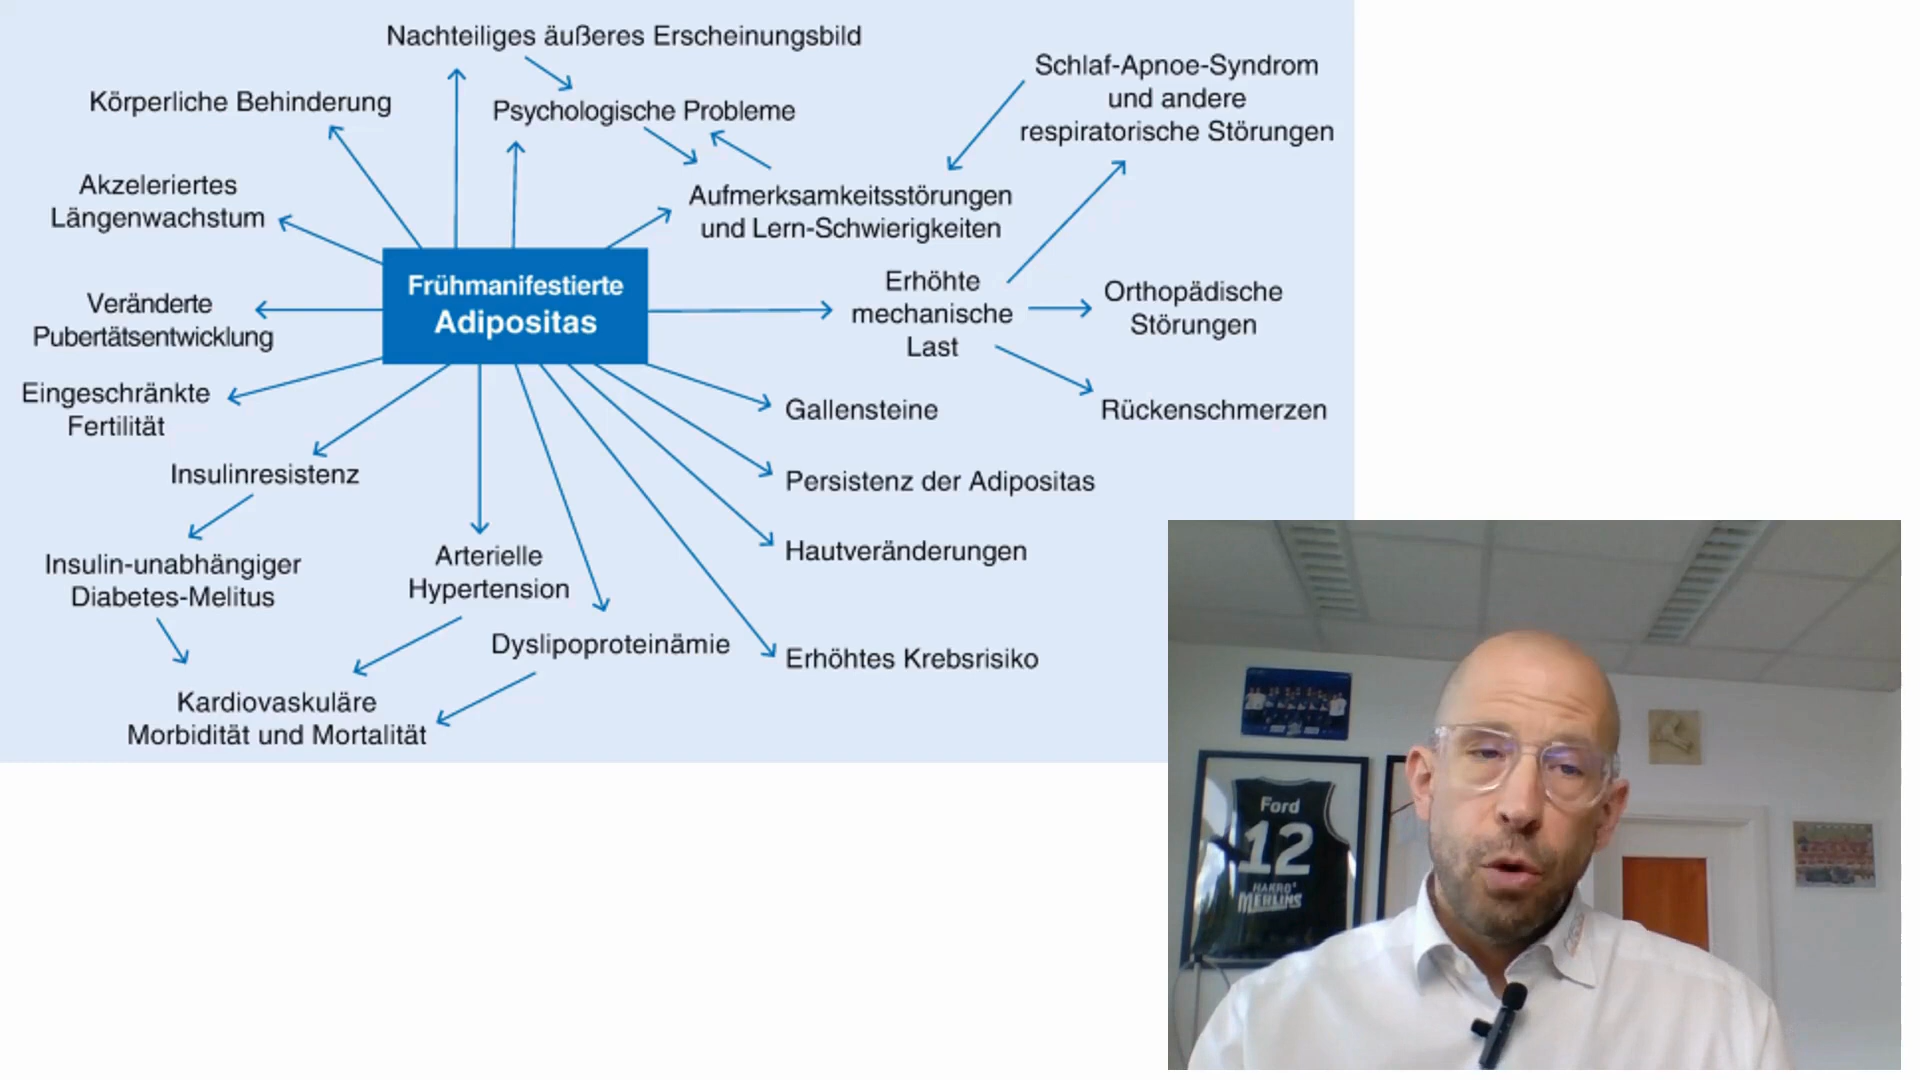 Nachteiliges äußeres Erscheinungsbild
Schlaf-Apnoe-Syndrom
und andere
respiratorische Störungen
Körperliche Behinderung
Psychologische Probleme
Akzeleriertes
Längenwachstum
Aufmerksamkeitsstörungen
und Lern-Schwierigkeiten
Frühmanifestierte
Adipositas
Erhöhte
mechanische
Last
Orthopädische
Störungen
Veränderte
Pubertätsentwicklung
Eingeschränkte
Fertilität
Gallensteine
Rückenschmerzen
Insulinresistenz
Persistenz der Adipositas
Insulin-unabhängiger
Diabetes-Melitus
Arterielle
Hypertension
Hautveränderungen
Dyslipoproteinämie
Erhöhtes Krebsrisiko
Kardiovaskuläre
Morbidität und Mortalität
Ford
12
HAKRO
MERLINS